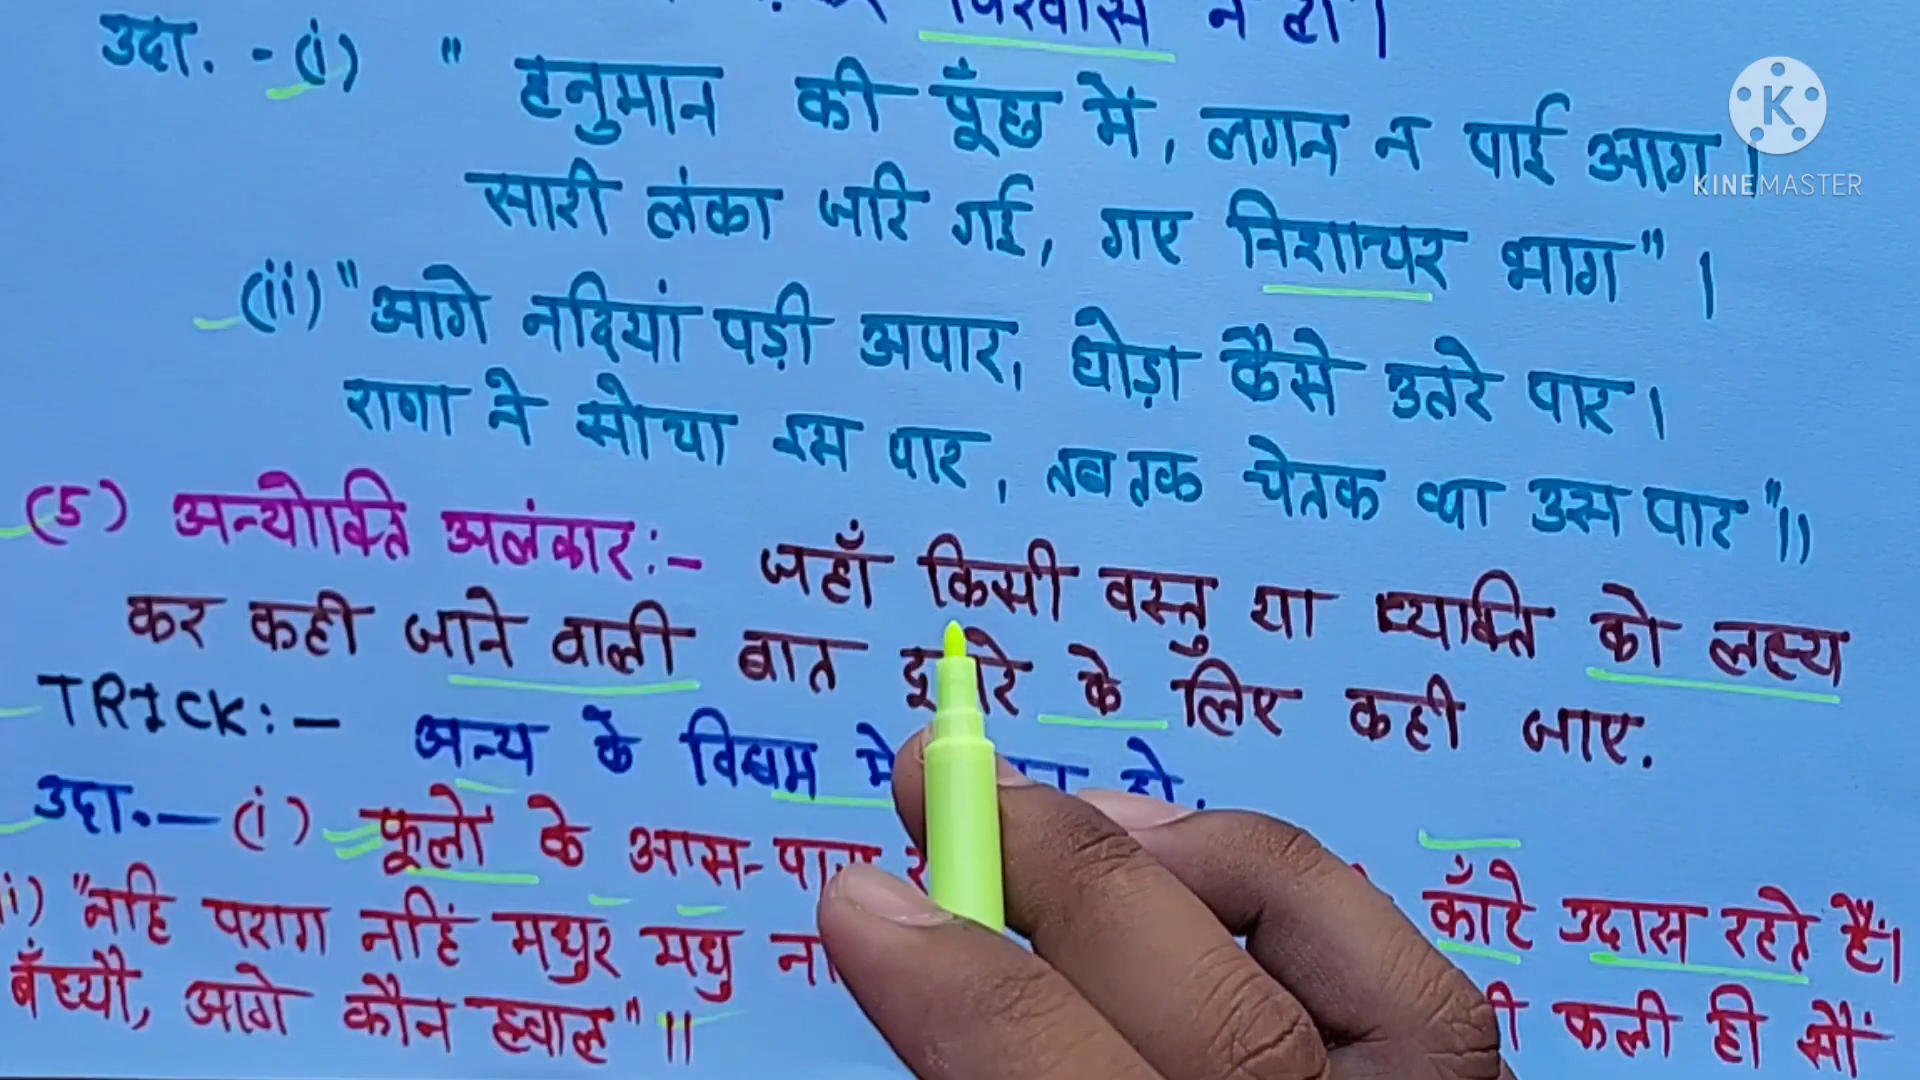 विश्वास न हो।
उदा. - (i) " हनुमान की पूँछ में, लगन न पाई आग।
सारी लंका जरि गई, गए निशाचर भाग"।
(ii) "आगे नदियां पड़ी अपार, घोड़ा कैसे उतरे पार।
राणा ने सोचा इस पार, तब तक चेतक था उस पार"॥
(5) अन्योक्ति अलंकार:- जहाँ किसी वस्तु या व्यक्ति को लक्ष्य
कर कही जाने वाली बात के लिए कही जाए.
TRICK:- अन्य के विषय में हो.
उदा.- (i) फूलों के आस-पास काँटे उदास रहते हैं।
"नहि पराग नहिं मधुर मधु कली ही सौं
बँध्यौ, आगे कौन हवाल"॥
K
KINEMASTER